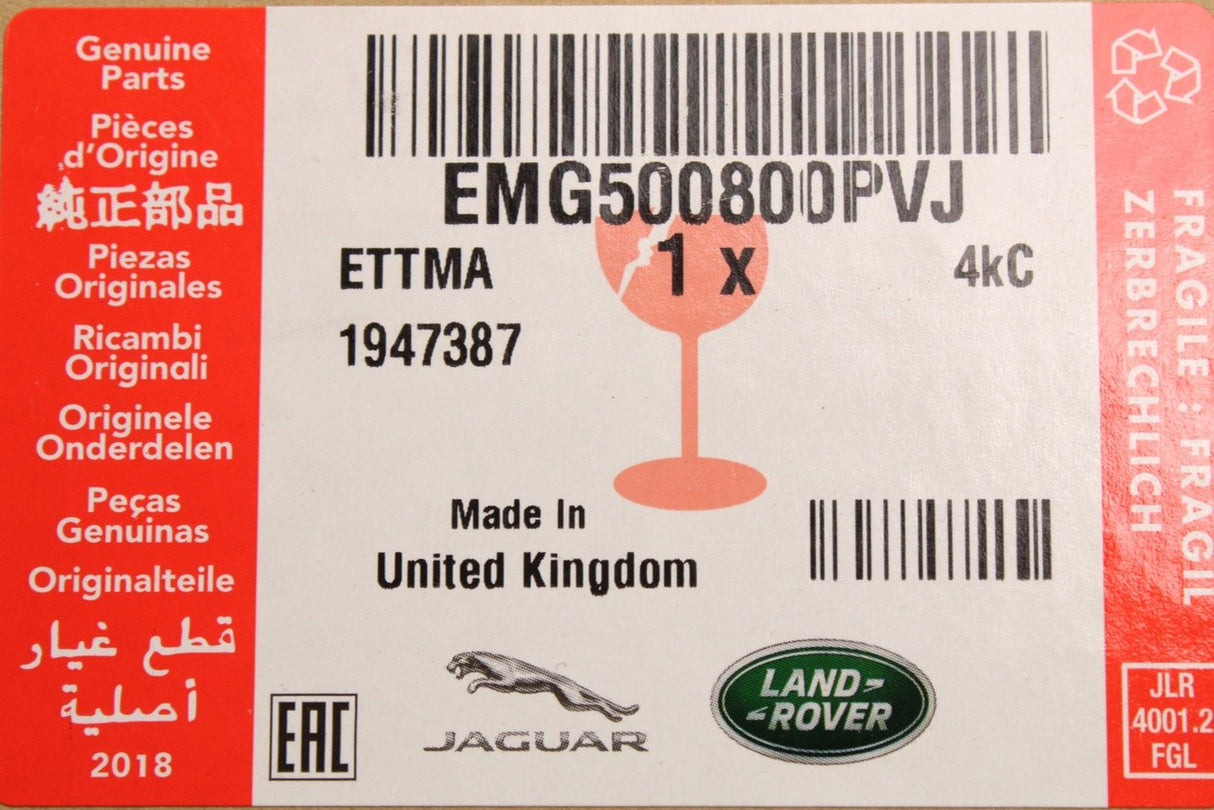 Genuine
Parts
Pièces
d’Origine
純正部品
Piezas
Originales
Ricambi
Originali
Originele
Onderdelen
Peças
Genuinas
Originalteile
قطع غيار
أصلية
2018
EMG500800PVJ
ETTMA
1 x
4kC
1947387
Made In
United Kingdom
EAC
JAGUAR
LAND-
-ROVER
FRAGILE : FRAGIL
ZERBRECHLICH
JLR
4001.2
FGL